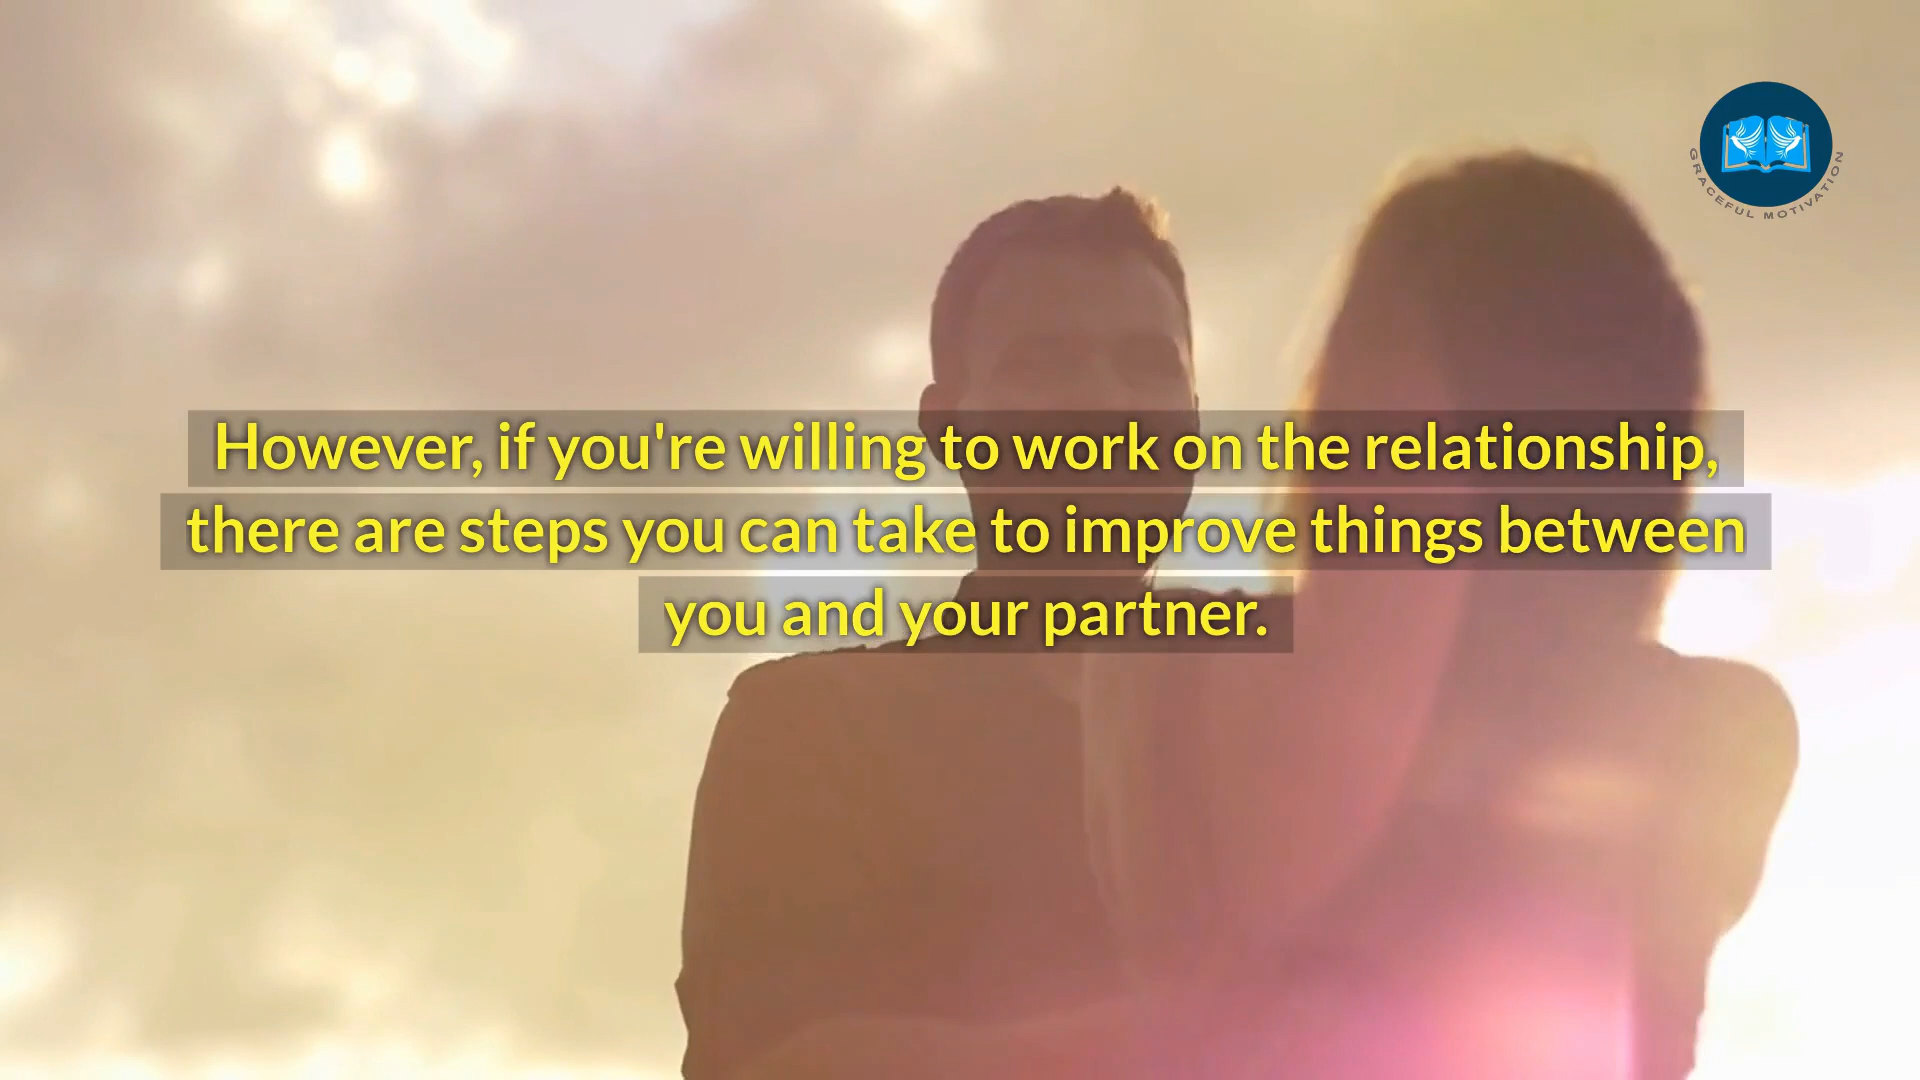 GRACEFUL MOTIVATION
However, if you're willing to work on the relationship,
there are steps you can take to improve things between
you and your partner.